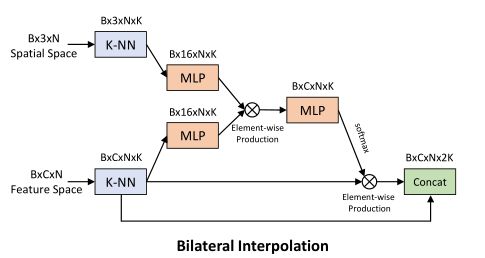 Bx3xNxK
Bx3xN
Spatial Space
K-NN
Bx16xNxK
MLP
BxCxNxK
Bx16xNxK
MLP
Element-wise
Production
MLP
softmax
BxCxN
Feature Space
BxCxNxK
K-NN
BxCxNx2K
Concat
Element-wise
Production
Bilateral Interpolation